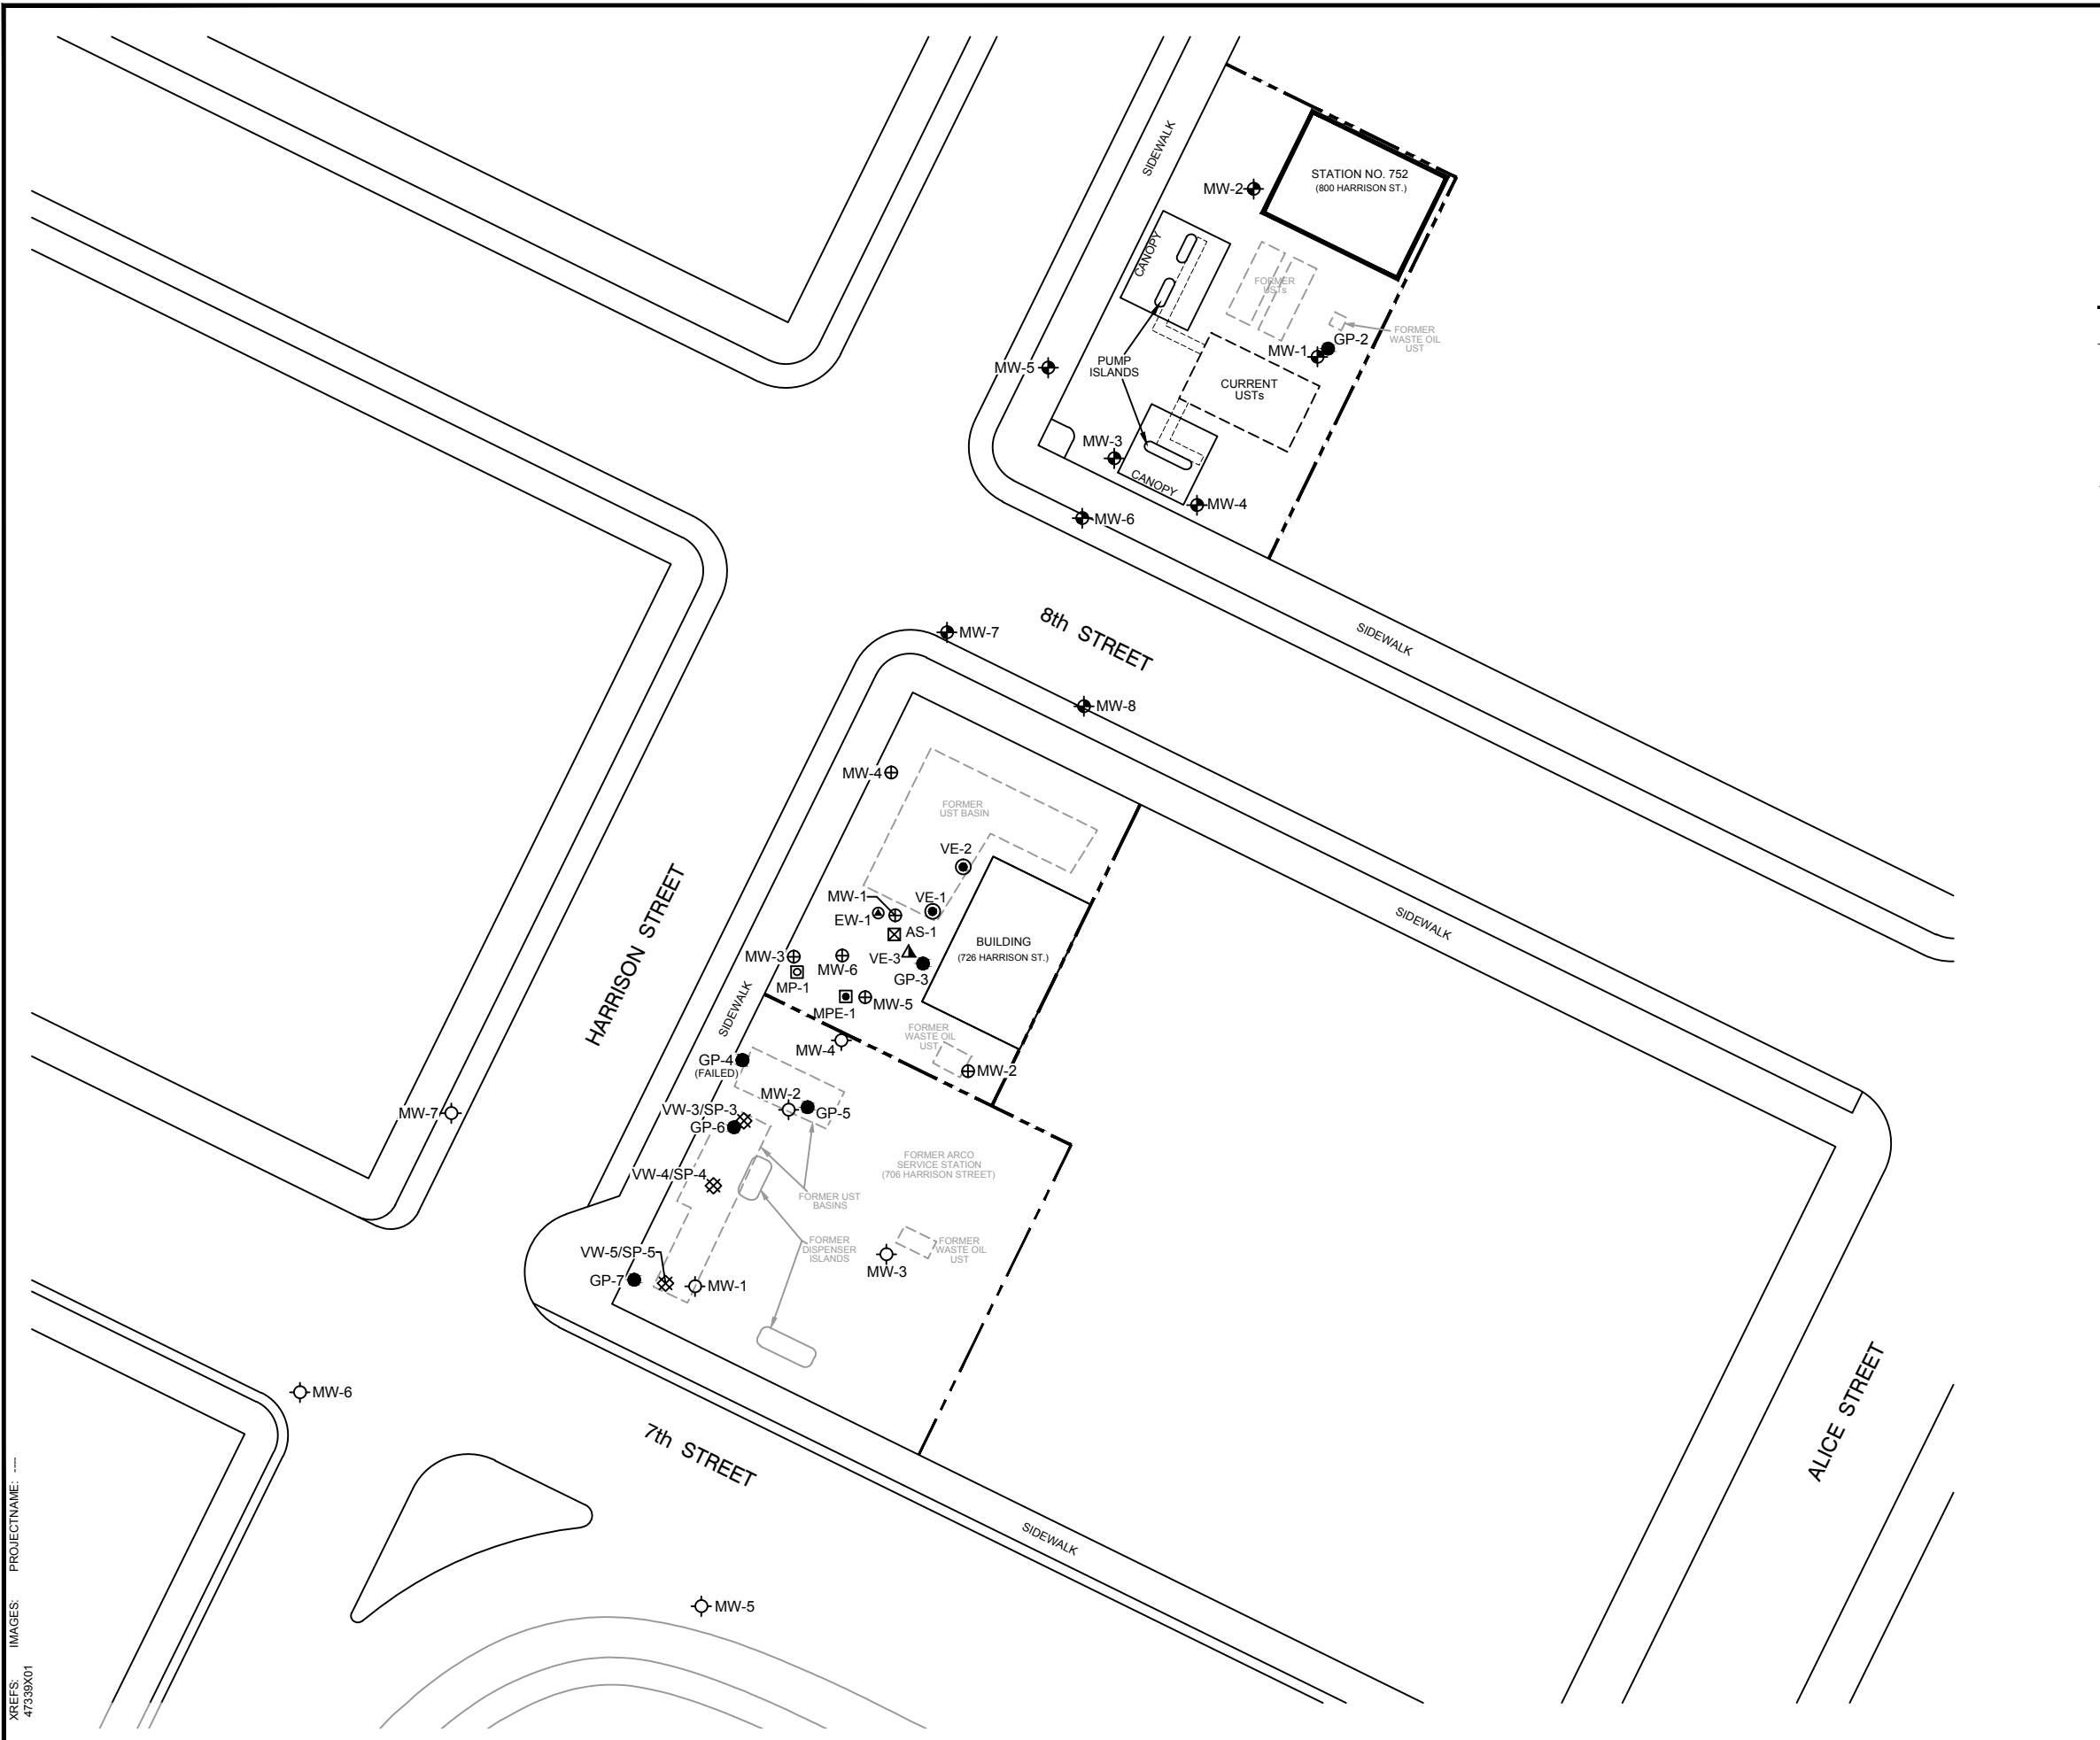 SIDEWALK
STATION NO. 752
(800 HARRISON ST.)
MW-2
CANOPY
FORMER
USTs
FORMER
WASTE OIL
UST
GP-2
MW-1
PUMP
ISLANDS
CURRENT
USTs
MW-5
MW-3
CANOPY
MW-4
MW-6
8th STREET
SIDEWALK
MW-7
MW-8
MW-4
FORMER
UST BASIN
VE-2
MW-1
VE-1
EW-1
AS-1
BUILDING
(726 HARRISON ST.)
MW-3
MW-6
VE-3
GP-3
MP-1
MPE-1
MW-5
SIDEWALK
HARRISON STREET
SIDEWALK
FORMER
WASTE OIL
UST
MW-4
MW-2
GP-4
(FAILED)
MW-2
GP-5
VW-3/SP-3
GP-6
MW-7
VW-4/SP-4
FORMER ARCO
SERVICE STATION
(706 HARRISON STREET)
FORMER UST
BASINS
FORMER
DISPENSER
ISLANDS
FORMER
WASTE OIL
UST
MW-3
VW-5/SP-5
GP-7
MW-1
MW-6
7th STREET
ALICE STREET
SIDEWALK
MW-5
XREFS: IMAGES: PROJECTNAME: ----
47339X01